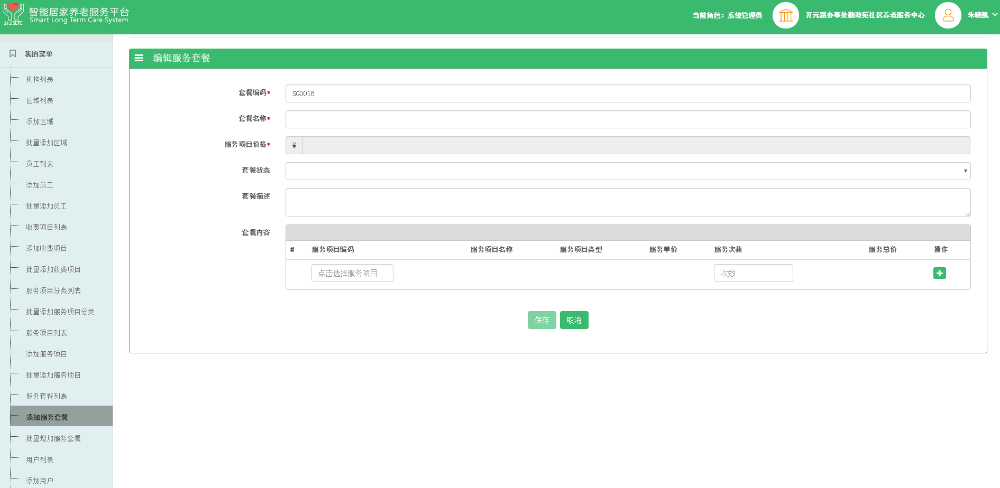 智能居家养老服务平台
Smart Long Term Care System
212SLTC
当前角色：系统管理员
开元路办事处勤政苑社区养老服务中心
朱晓凯
我的菜单
机构列表
区域列表
添加区域
批量添加区域
员工列表
添加员工
批量添加员工
收费项目列表
添加收费项目
批量添加收费项目
服务项目分类列表
批量添加服务项目分类
服务项目列表
添加服务项目
批量添加服务项目
服务套餐列表
添加服务套餐
批量增加服务套餐
用户列表
添加用户
编辑服务套餐
套餐编码* SG0016
套餐名称*
服务项目价格* ¥
套餐状态
套餐描述
套餐内容
# 服务项目编码 服务项目名称 服务项目类型 服务单价 服务次数 服务总价 操作
点击选择服务项目 次数
保存 取消